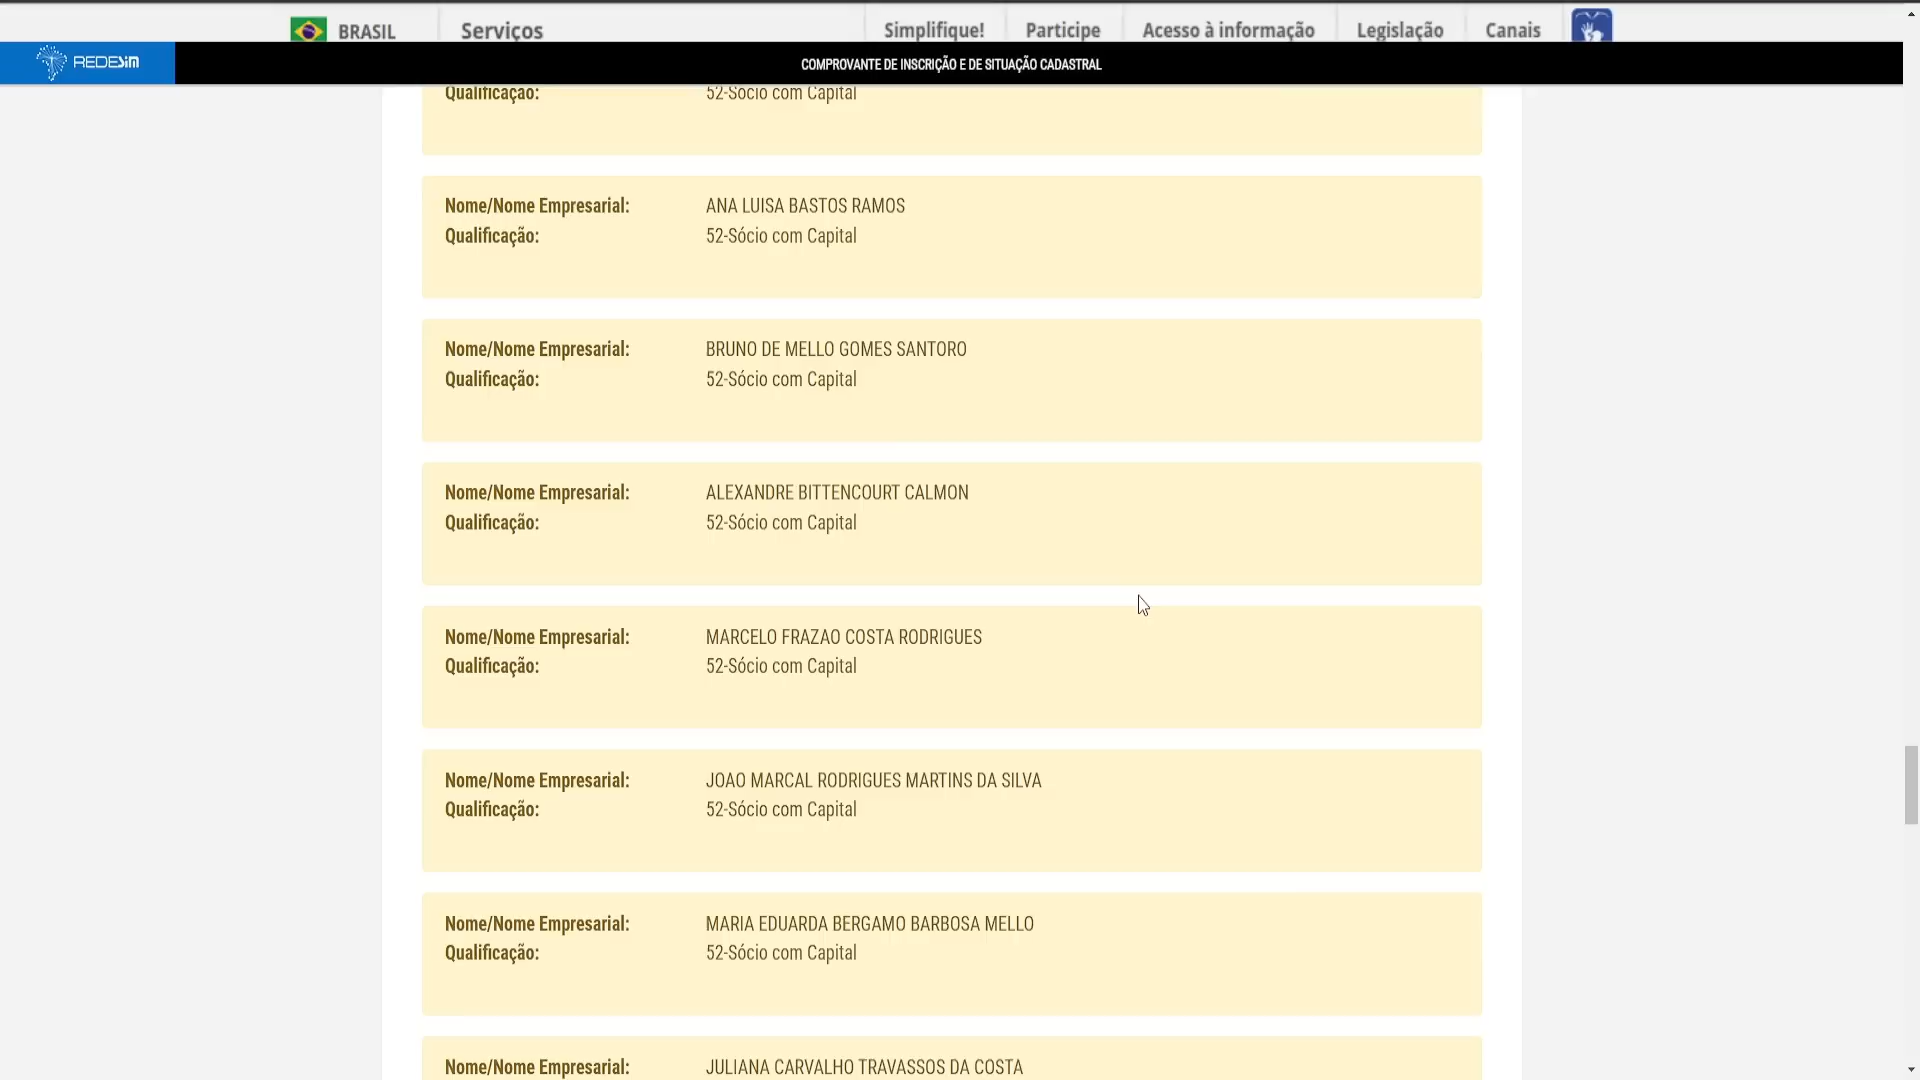 BRASIL Serviços Simplifique! Participe Acesso à informação Legislação Canais
REDESIM COMPROVANTE DE INSCRIÇÃO E DE SITUAÇÃO CADASTRAL
Qualificação: 52-Sócio com Capital
Nome/Nome Empresarial: ANA LUISA BASTOS RAMOS
Qualificação: 52-Sócio com Capital
Nome/Nome Empresarial: BRUNO DE MELLO GOMES SANTORO
Qualificação: 52-Sócio com Capital
Nome/Nome Empresarial: ALEXANDRE BITTENCOURT CALMON
Qualificação: 52-Sócio com Capital
Nome/Nome Empresarial: MARCELO FRAZAO COSTA RODRIGUES
Qualificação: 52-Sócio com Capital
Nome/Nome Empresarial: JOAO MARCAL RODRIGUES MARTINS DA SILVA
Qualificação: 52-Sócio com Capital
Nome/Nome Empresarial: MARIA EDUARDA BERGAMO BARBOSA MELLO
Qualificação: 52-Sócio com Capital
Nome/Nome Empresarial: JULIANA CARVALHO TRAVASSOS DA COSTA